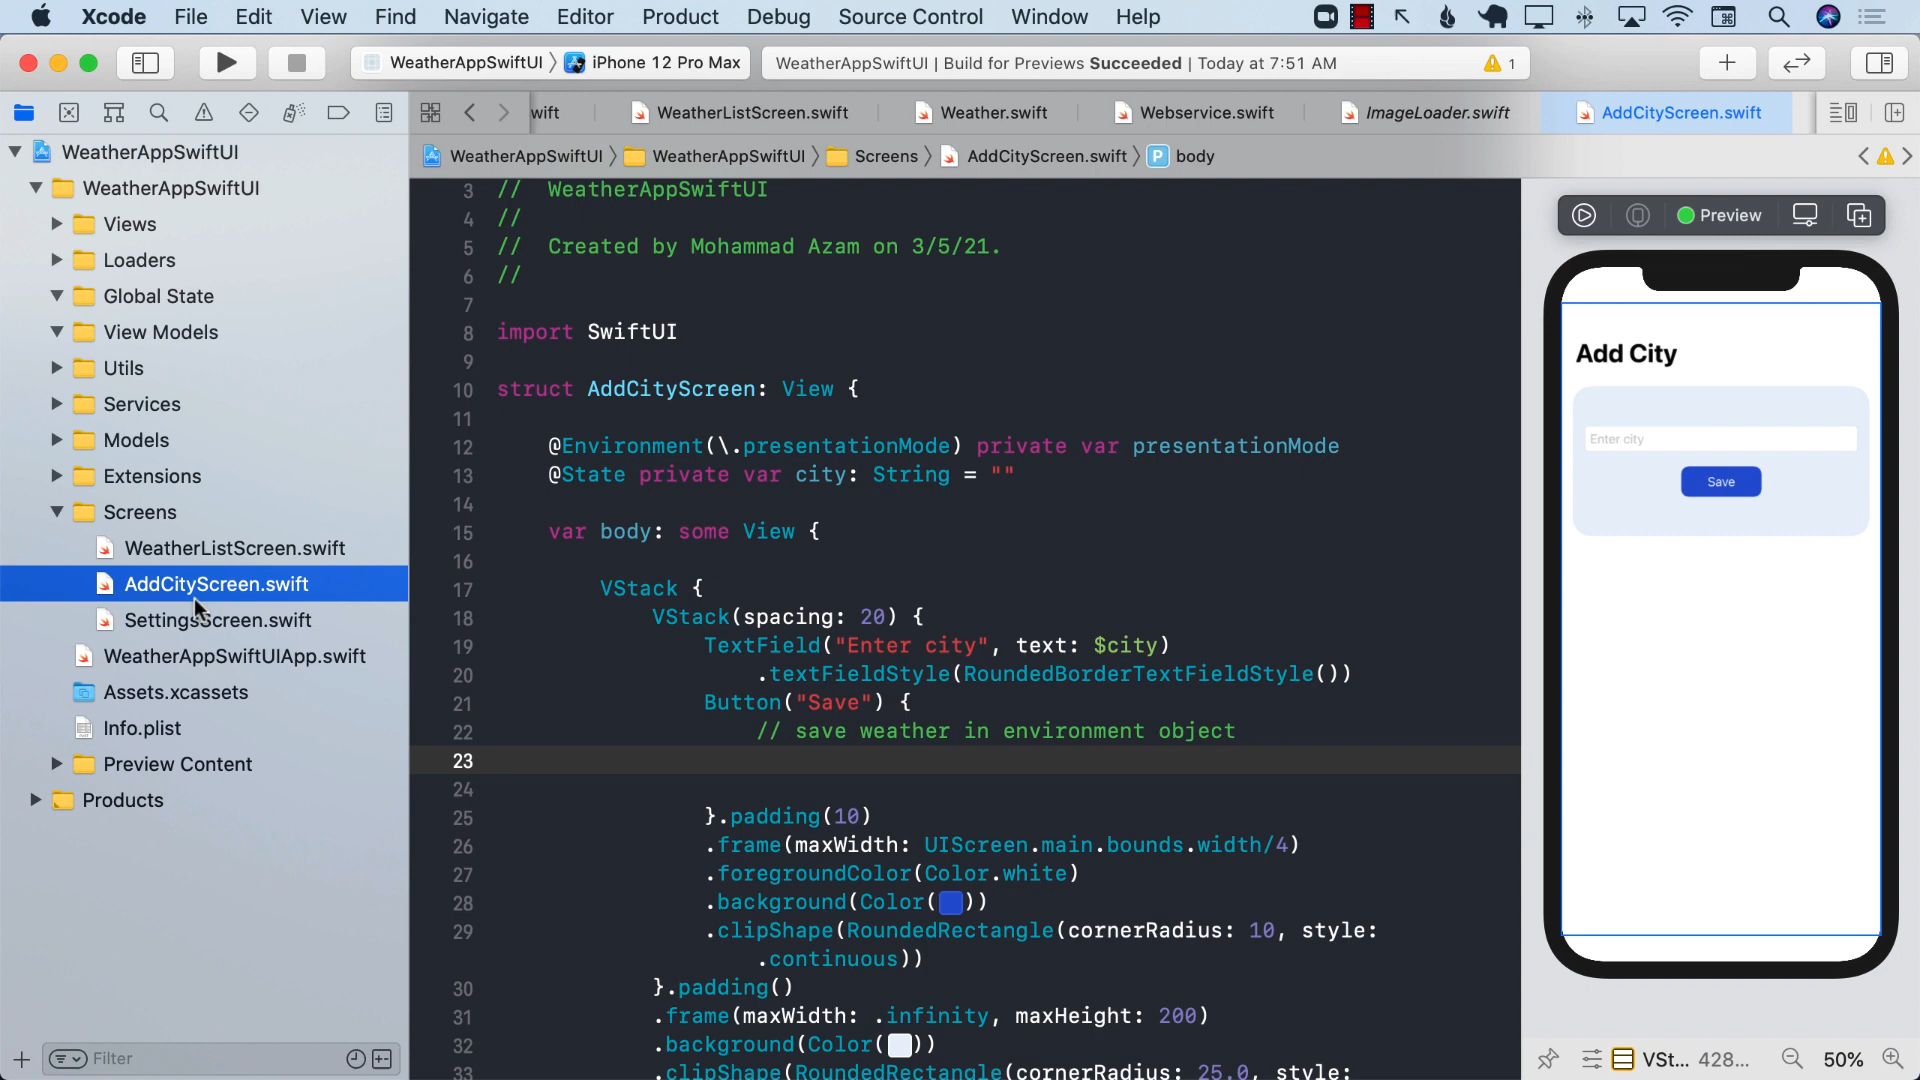 Xcode File Edit View Find Navigate Editor Product Debug Source Control Window Help
WeatherAppSwiftUI iPhone 12 Pro Max WeatherAppSwiftUI | Build for Previews Succeeded | Today at 7:51 AM 1
wift WeatherListScreen.swift Weather.swift Webservice.swift ImageLoader.swift AddCityScreen.swift
WeatherAppSwiftUI WeatherAppSwiftUI Screens AddCityScreen.swift P body
WeatherAppSwiftUI
WeatherAppSwiftUI
Views
Loaders
Global State
View Models
Utils
Services
Models
Extensions
Screens
WeatherListScreen.swift
AddCityScreen.swift
SettingsScreen.swift
WeatherAppSwiftUIApp.swift
Assets.xcassets
Info.plist
Preview Content
Products
Filter
3 //  WeatherAppSwiftUI
4 //
5 //  Created by Mohammad Azam on 3/5/21.
6 //
7
8 import SwiftUI
9
10 struct AddCityScreen: View {
11
12 @Environment(\.presentationMode) private var presentationMode
13 @State private var city: String = ""
14
15 var body: some View {
16
17 VStack {
18 VStack(spacing: 20) {
19 TextField("Enter city", text: $city)
20 .textFieldStyle(RoundedBorderTextFieldStyle())
21 Button("Save") {
22 // save weather in environment object
23
24
25 }.padding(10)
26 .frame(maxWidth: UIScreen.main.bounds.width/4)
27 .foregroundColor(Color.white)
28 .background(Color( ))
29 .clipShape(RoundedRectangle(cornerRadius: 10, style:
.continuous))
30 }.padding()
31 .frame(maxWidth: .infinity, maxHeight: 200)
32 .background(Color( ))
33 .clipShape(RoundedRectangle(cornerRadius: 25.0, style:
Preview
Add City
Enter city
Save
VSt... 428... 50%